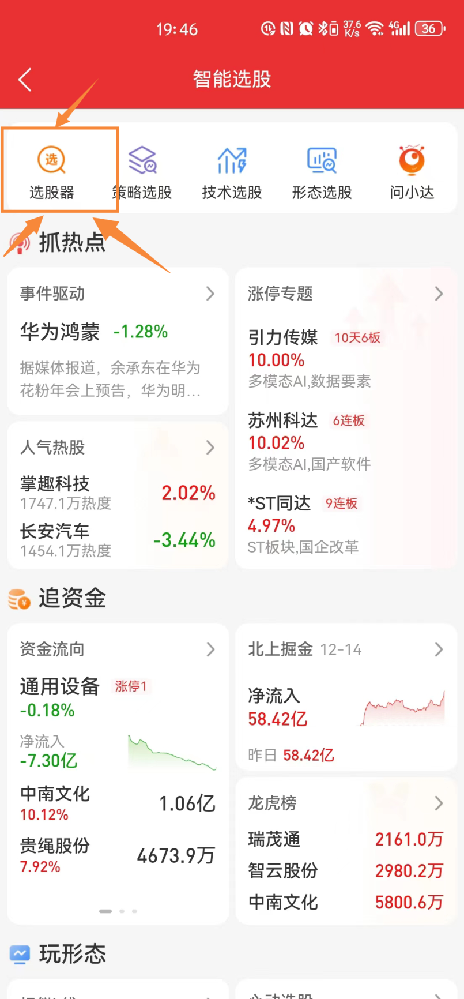 19:46
37.6
K/s
4G
36
智能选股
选
选股器
策略选股
技术选股
形态选股
问小达
抓热点
事件驱动
华为鸿蒙 -1.28%
据媒体报道，余承东在华为
花粉年会上预告，华为明...
涨停专题
引力传媒 10天6板
10.00%
多模态AI,数据要素
苏州科达 6连板
10.02%
多模态AI,国产软件
*ST同达 9连板
4.97%
ST板块,国企改革
人气热股
掌趣科技
1747.1万热度
2.02%
长安汽车
1454.1万热度
-3.44%
追资金
资金流向
通用设备 涨停1
-0.18%
净流入
-7.30亿
中南文化
10.12%
1.06亿
贵绳股份
7.92%
4673.9万
北上掘金 12-14
净流入
58.42亿
昨日 58.42亿
龙虎榜
瑞茂通 2161.0万
智云股份 2980.2万
中南文化 5800.6万
玩形态